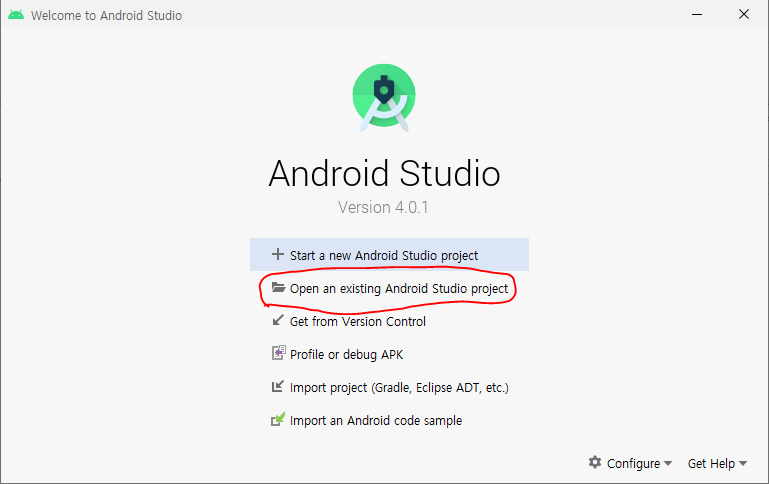 Welcome to Android Studio
Android Studio
Version 4.0.1
Start a new Android Studio project
Open an existing Android Studio project
Get from Version Control
Profile or debug APK
Import project (Gradle, Eclipse ADT, etc.)
Import an Android code sample
Configure Get Help